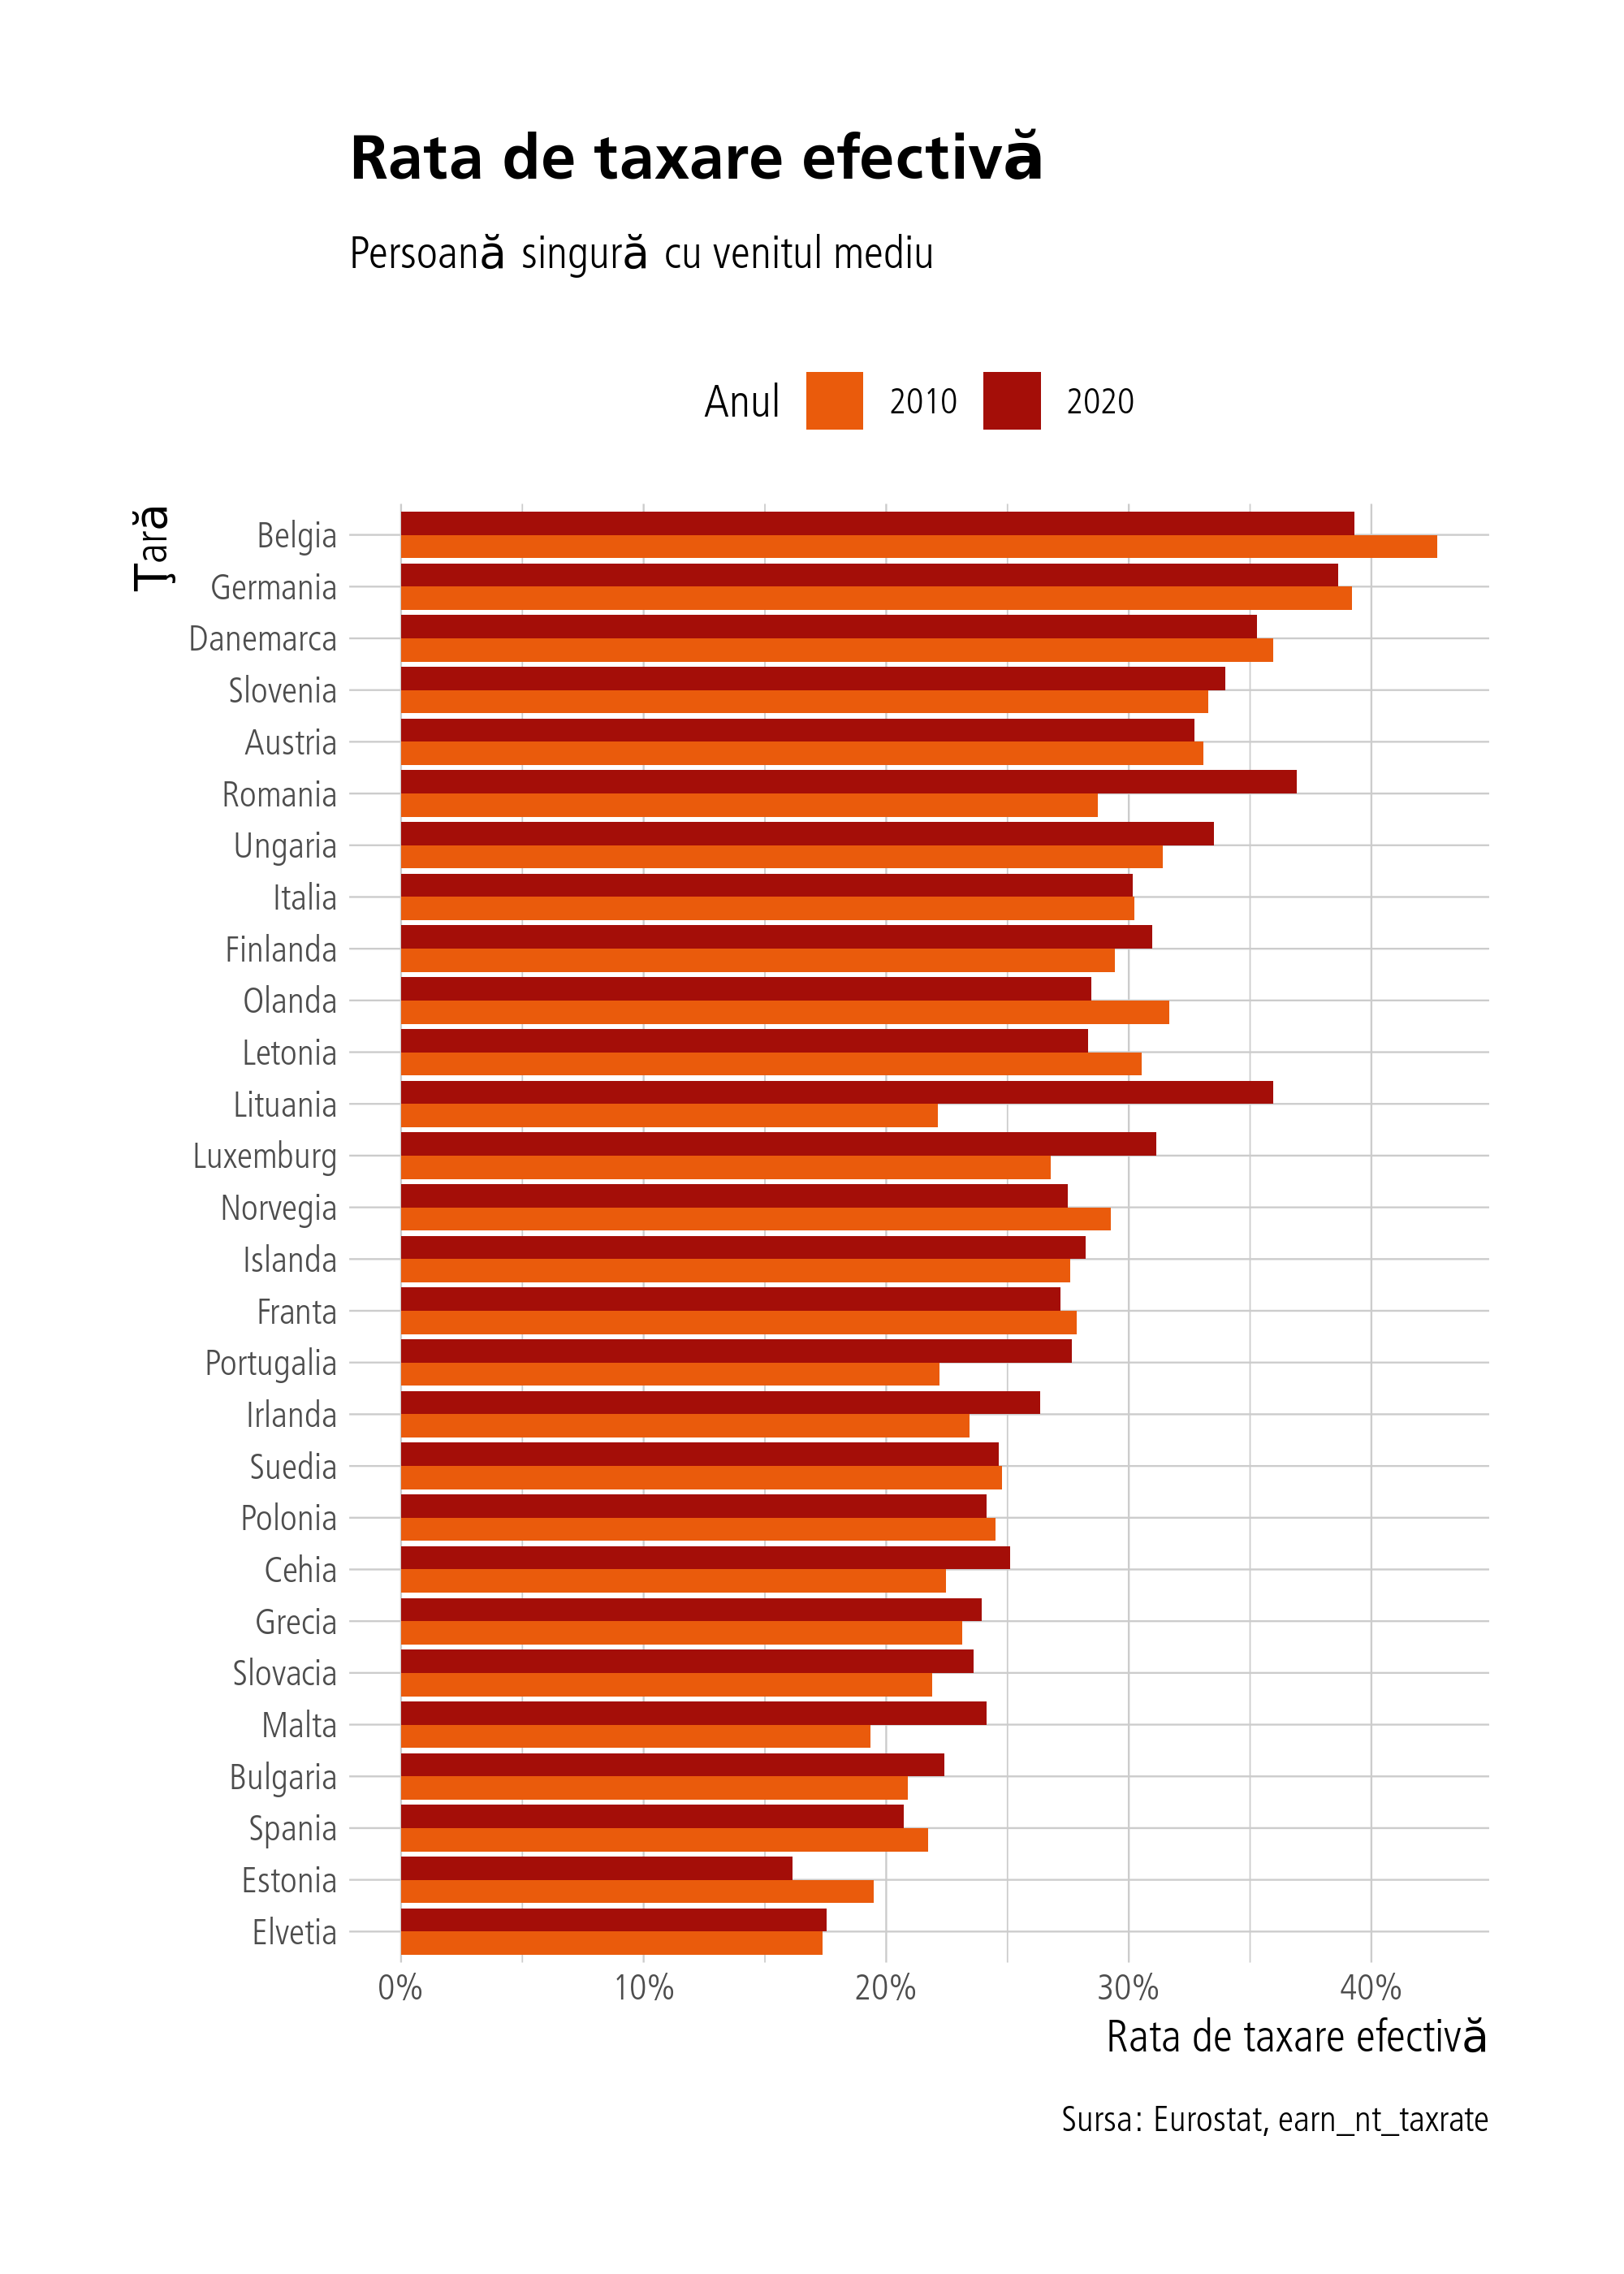 Rata de taxare efectivă
Persoană singură cu venitul mediu
Anul 2010 2020
Ţară
Belgia
Germania
Danemarca
Slovenia
Austria
Romania
Ungaria
Italia
Finlanda
Olanda
Letonia
Lituania
Luxemburg
Norvegia
Islanda
Franta
Portugalia
Irlanda
Suedia
Polonia
Cehia
Grecia
Slovacia
Malta
Bulgaria
Spania
Estonia
Elvetia
0% 10% 20% 30% 40%
Rata de taxare efectivă
Sursa: Eurostat, earn_nt_taxrate